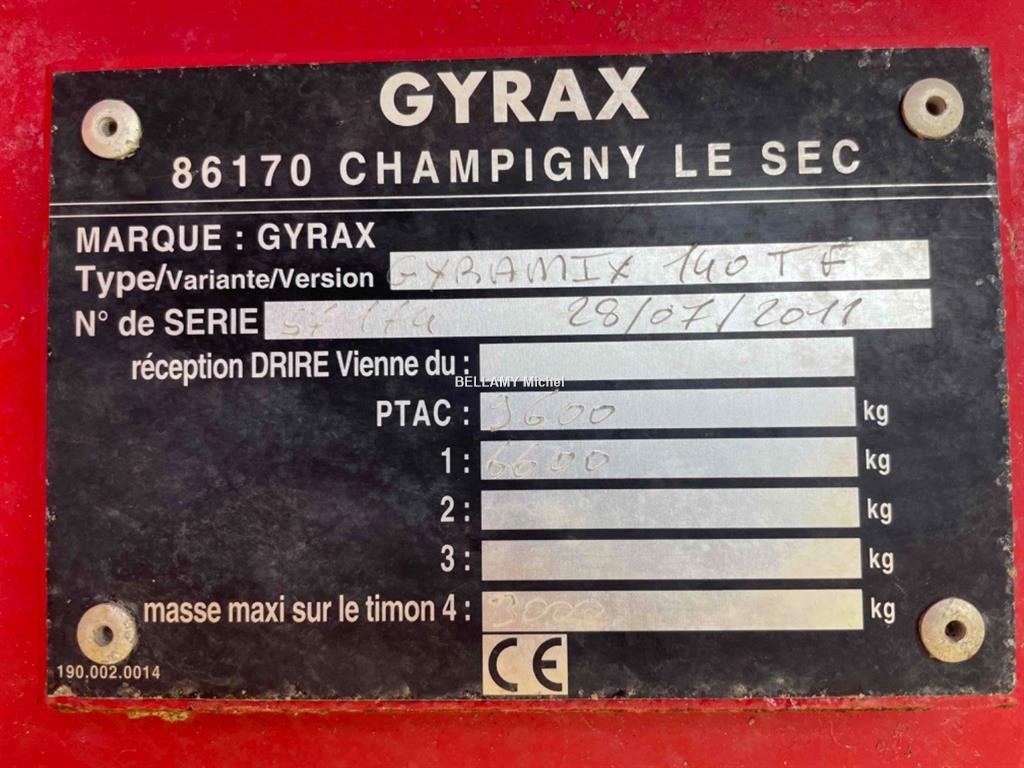 GYRAX
86170 CHAMPIGNY LE SEC
MARQUE : GYRAX
Type/Variante/Version GYRAMIX 140 T F
N° de SERIE 28/07/2011
réception DRIRE Vienne du :
BELLAMY Michel
PTAC : 9600 kg
1 : 6600 kg
2 : kg
3 : kg
masse maxi sur le timon 4 : 3000 kg
CE
190.002.0014